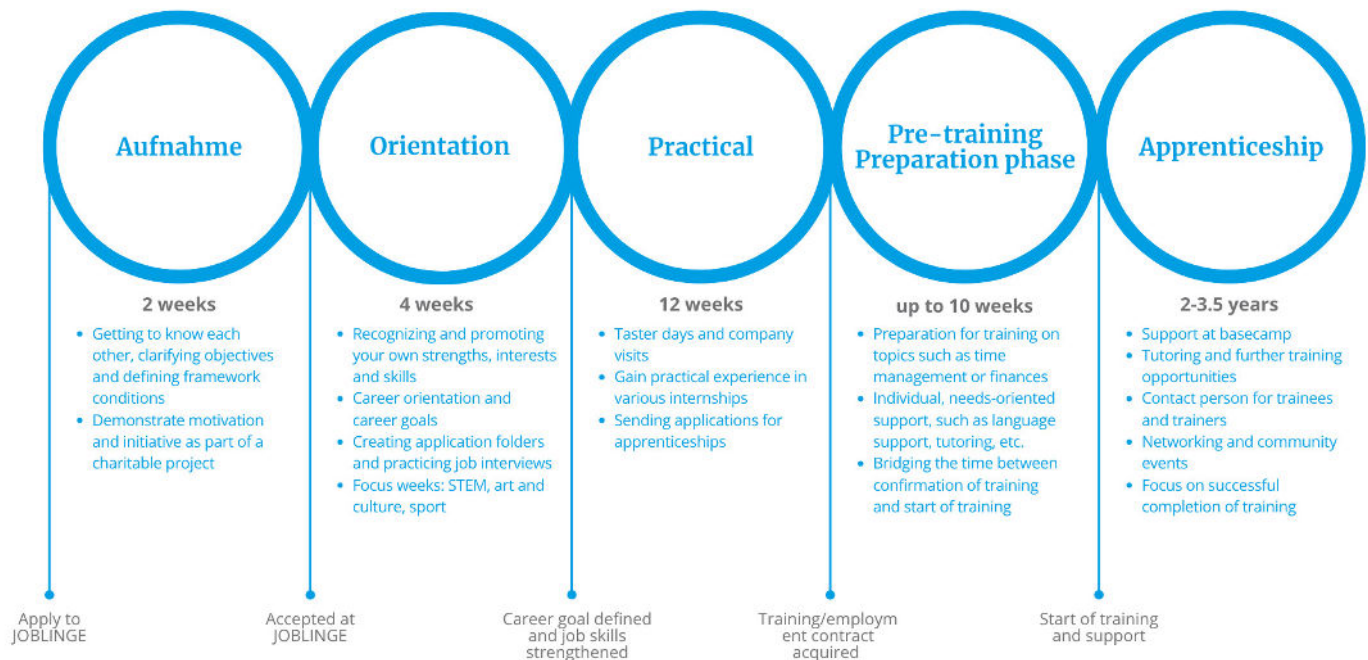 Aufnahme
Orientation
Practical
Pre-training
Preparation phase
Apprenticeship
2 weeks
• Getting to know each
other, clarifying objectives
and defining framework
conditions
• Demonstrate motivation
and initiative as part of a
charitable project
4 weeks
• Recognizing and promoting
your own strengths, interests
and skills
• Career orientation and
career goals
• Creating application folders
and practicing job interviews
• Focus weeks: STEM, art and
culture, sport
12 weeks
• Taster days and company
visits
• Gain practical experience in
various internships
• Sending applications for
apprenticeships
up to 10 weeks
• Preparation for training on
topics such as time
management or finances
• Individual, needs-oriented
support, such as language
support, tutoring, etc.
• Bridging the time between
confirmation of training
and start of training
2-3.5 years
• Support at basecamp
• Tutoring and further training
opportunities
• Contact person for trainees
and trainers
• Networking and community
events
• Focus on successful
completion of training
Apply to
JOBLINGE
Accepted at
JOBLINGE
Career goal defined
and job skills
strengthened
Training/employm
ent contract
acquired
Start of training
and support